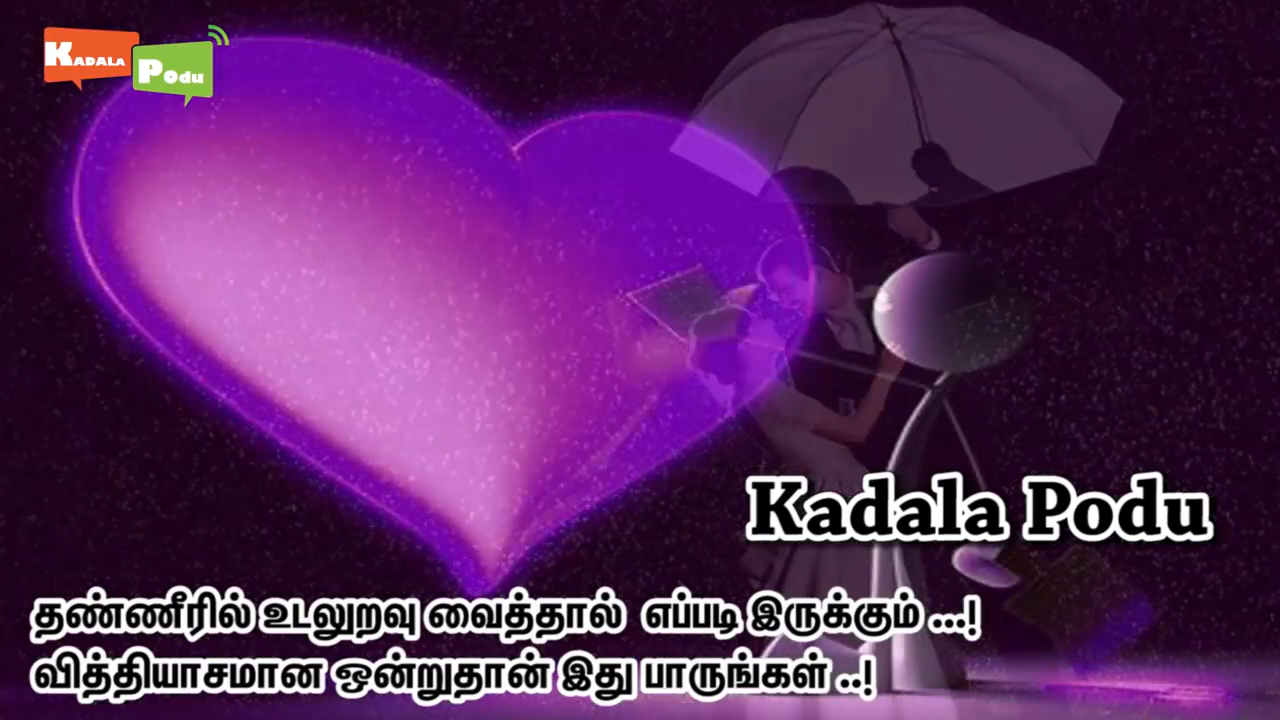 KADALA
PODU
Kadala Podu
தண்ணீரில் உடலுறவு வைத்தால் எப்படி இருக்கும் ...!
வித்தியாசமான ஒன்றுதான் இது பாருங்கள் ..!